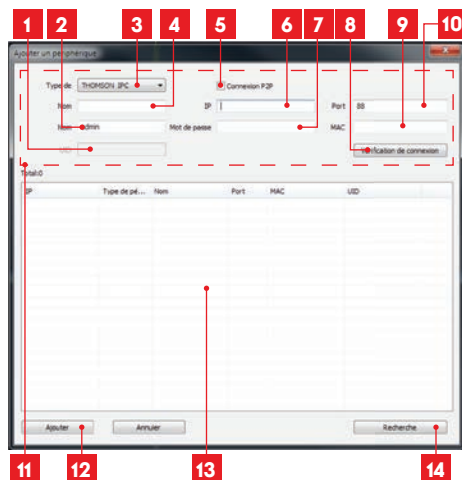 1 2 3 4 5 6 7 8 9 10
Ajouter un périphérique
Type de THOMSON IPC Connexion P2P
Nom IP Port 88
Nom admin Mot de passe MAC
UID Vérification de connexion
Total:0
IP Type de pé... Nom Port MAC UID
Ajouter Annuler Recherche
11 12 13 14